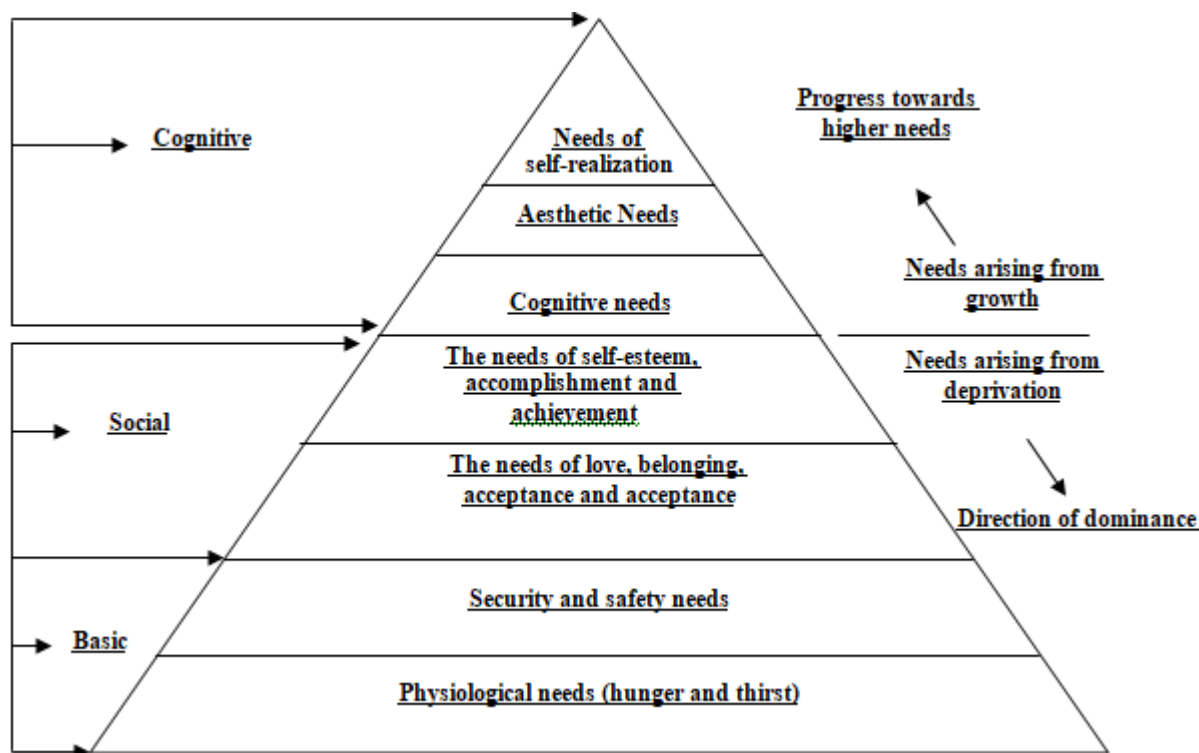 Progress towards
higher needs
Cognitive
Needs of
self-realization
Aesthetic Needs
Needs arising from
growth
Cognitive needs
The needs of self-esteem,
accomplishment and
achievement
Needs arising from
deprivation
Social
The needs of love, belonging,
acceptance and acceptance
Direction of dominance
Security and safety needs
Basic
Physiological needs (hunger and thirst)